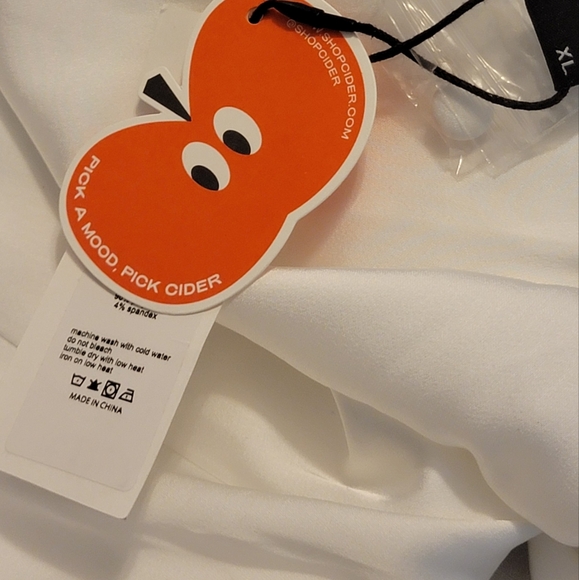 SHOPCIDER.COM
@SHOPCIDER
XL
PICK A MOOD, PICK CIDER
4% spandex
machine wash with cold water
do not bleach
tumble dry with low heat
iron on low heat
MADE IN CHINA